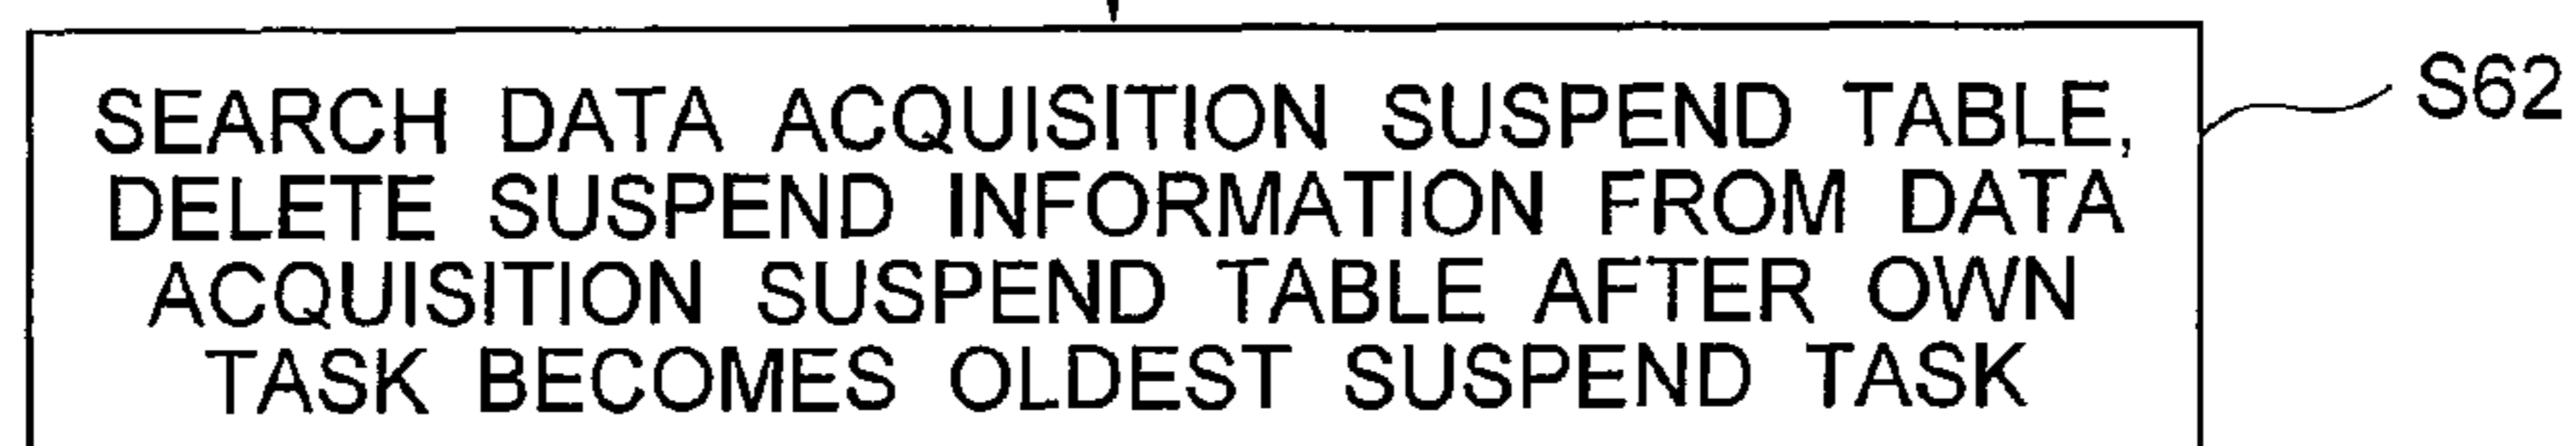 SEARCH DATA ACQUISITION SUSPEND TABLE,
DELETE SUSPEND INFORMATION FROM DATA
ACQUISITION SUSPEND TABLE AFTER OWN
TASK BECOMES OLDEST SUSPEND TASK
S62